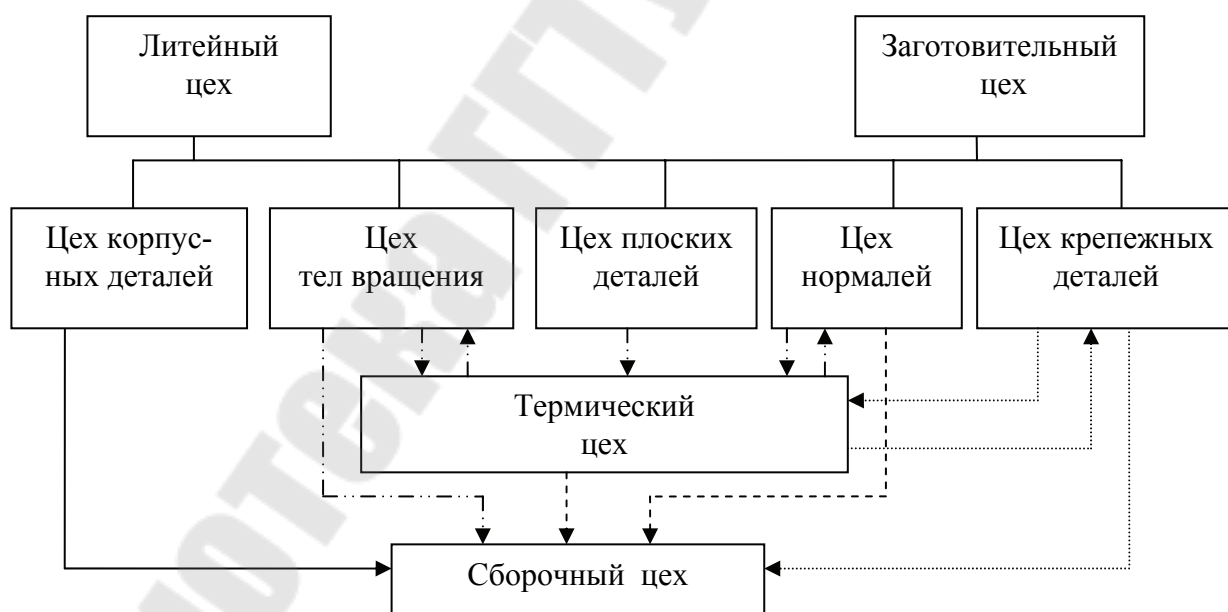 Литейный
цех
Заготовительный
цех
Цех корпус-
ных деталей
Цех
тел вращения
Цех плоских
деталей
Цех
нормалей
Цех крепежных
деталей
Термический
цех
Сборочный цех